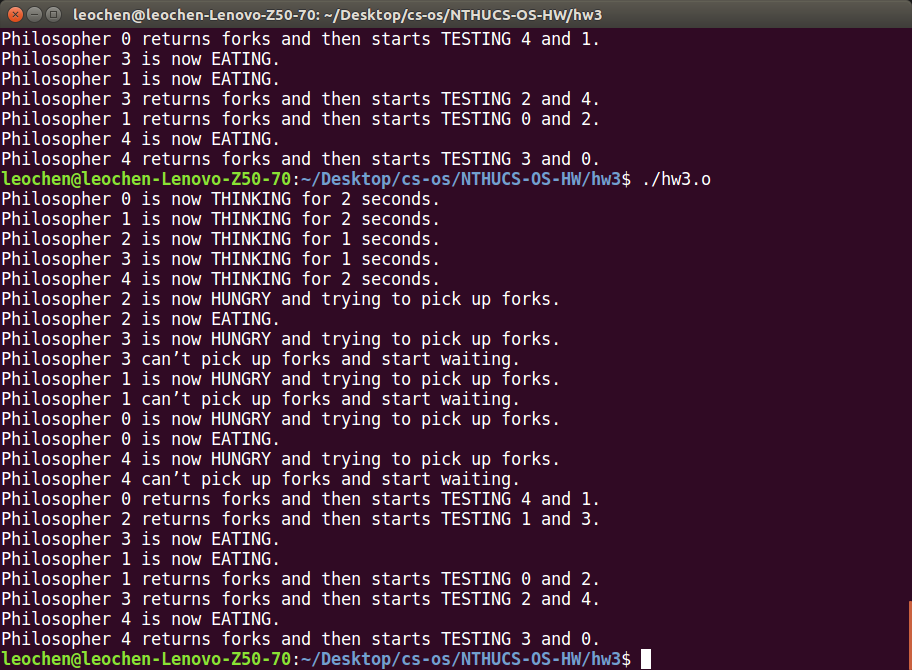 leochen@leochen-Lenovo-Z50-70: ~/Desktop/cs-os/NTHUCS-OS-HW/hw3
Philosopher 0 returns forks and then starts TESTING 4 and 1.
Philosopher 3 is now EATING.
Philosopher 1 is now EATING.
Philosopher 3 returns forks and then starts TESTING 2 and 4.
Philosopher 1 returns forks and then starts TESTING 0 and 2.
Philosopher 4 is now EATING.
Philosopher 4 returns forks and then starts TESTING 3 and 0.
leochen@leochen-Lenovo-Z50-70:~/Desktop/cs-os/NTHUCS-OS-HW/hw3$ ./hw3.o
Philosopher 0 is now THINKING for 2 seconds.
Philosopher 1 is now THINKING for 2 seconds.
Philosopher 2 is now THINKING for 1 seconds.
Philosopher 3 is now THINKING for 1 seconds.
Philosopher 4 is now THINKING for 2 seconds.
Philosopher 2 is now HUNGRY and trying to pick up forks.
Philosopher 2 is now EATING.
Philosopher 3 is now HUNGRY and trying to pick up forks.
Philosopher 3 can’t pick up forks and start waiting.
Philosopher 1 is now HUNGRY and trying to pick up forks.
Philosopher 1 can’t pick up forks and start waiting.
Philosopher 0 is now HUNGRY and trying to pick up forks.
Philosopher 0 is now EATING.
Philosopher 4 is now HUNGRY and trying to pick up forks.
Philosopher 4 can’t pick up forks and start waiting.
Philosopher 0 returns forks and then starts TESTING 4 and 1.
Philosopher 2 returns forks and then starts TESTING 1 and 3.
Philosopher 3 is now EATING.
Philosopher 1 is now EATING.
Philosopher 1 returns forks and then starts TESTING 0 and 2.
Philosopher 3 returns forks and then starts TESTING 2 and 4.
Philosopher 4 is now EATING.
Philosopher 4 returns forks and then starts TESTING 3 and 0.
leochen@leochen-Lenovo-Z50-70:~/Desktop/cs-os/NTHUCS-OS-HW/hw3$